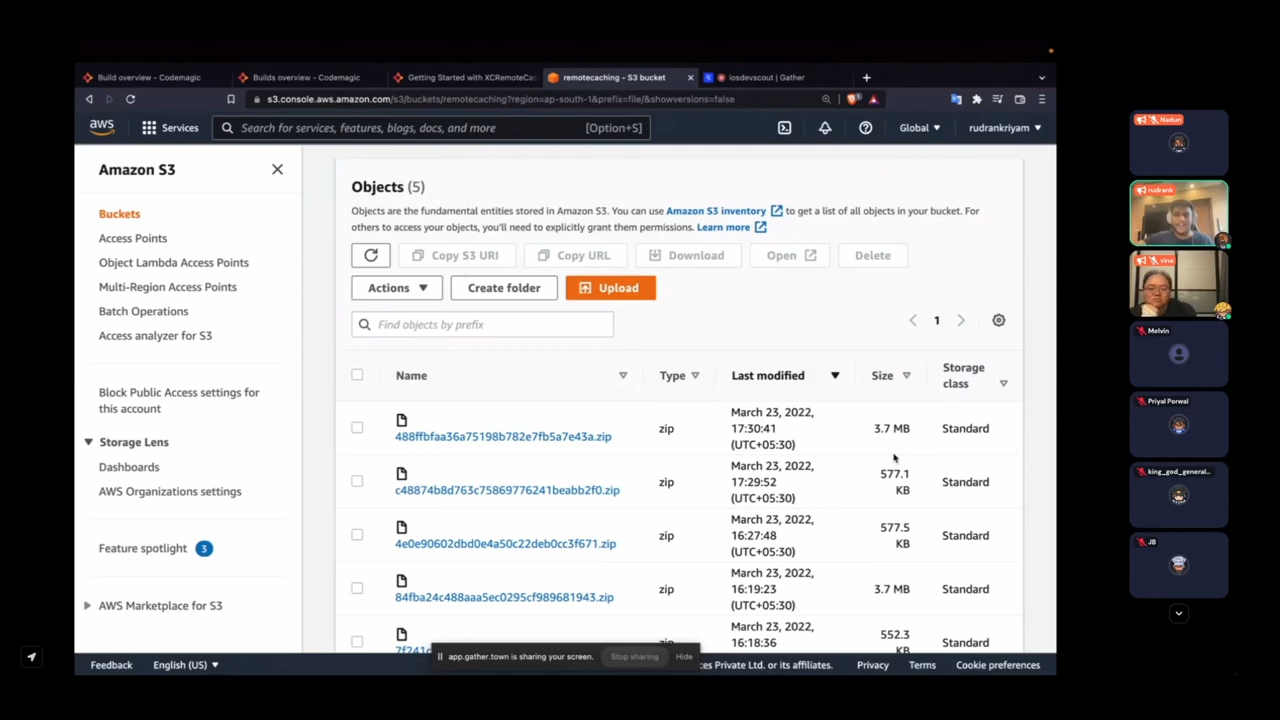 Build overview - Codemagic
Builds overview - Codemagic
Getting Started with XCRemoteCa
remotecaching - S3 bucket
iosdevscout | Gather
s3.console.aws.amazon.com/s3/buckets/remotecaching?region=ap-south-1&prefix=file/&showversions=false
aws
Services
Search for services, features, blogs, docs, and more
[Option+S]
Global
rudrankriyam
Amazon S3
Buckets
Access Points
Object Lambda Access Points
Multi-Region Access Points
Batch Operations
Access analyzer for S3
Block Public Access settings for
this account
Storage Lens
Dashboards
AWS Organizations settings
Feature spotlight 3
AWS Marketplace for S3
Objects (5)
Objects are the fundamental entities stored in Amazon S3. You can use Amazon S3 inventory to get a list of all objects in your bucket. For
others to access your objects, you'll need to explicitly grant them permissions. Learn more
Copy S3 URI
Copy URL
Download
Open
Delete
Actions
Create folder
Upload
Find objects by prefix
1
Name
Type
Last modified
Size
Storage
class
488ffbfaa36a75198b782e7fb5a7e43a.zip
zip
March 23, 2022,
17:30:41
(UTC+05:30)
3.7 MB
Standard
c48874b8d763c75869776241beabb2f0.zip
zip
March 23, 2022,
17:29:52
(UTC+05:30)
577.1
KB
Standard
4e0e90602dbd0e4a50c22deb0cc3f671.zip
zip
March 23, 2022,
16:27:48
(UTC+05:30)
577.5
KB
Standard
84fba24c488aaa5ec0295cf989681943.zip
zip
March 23, 2022,
16:19:23
(UTC+05:30)
3.7 MB
Standard
zip
March 23, 2022,
16:18:36
552.3
KB
Standard
app.gather.town is sharing your screen.
Stop sharing
Hide
Feedback
English (US)
ces Private Ltd. or its affiliates.
Privacy
Terms
Cookie preferences
Nadun
rudrank
vina
Melvin
Priyal Porwal
king_god_general...
JB